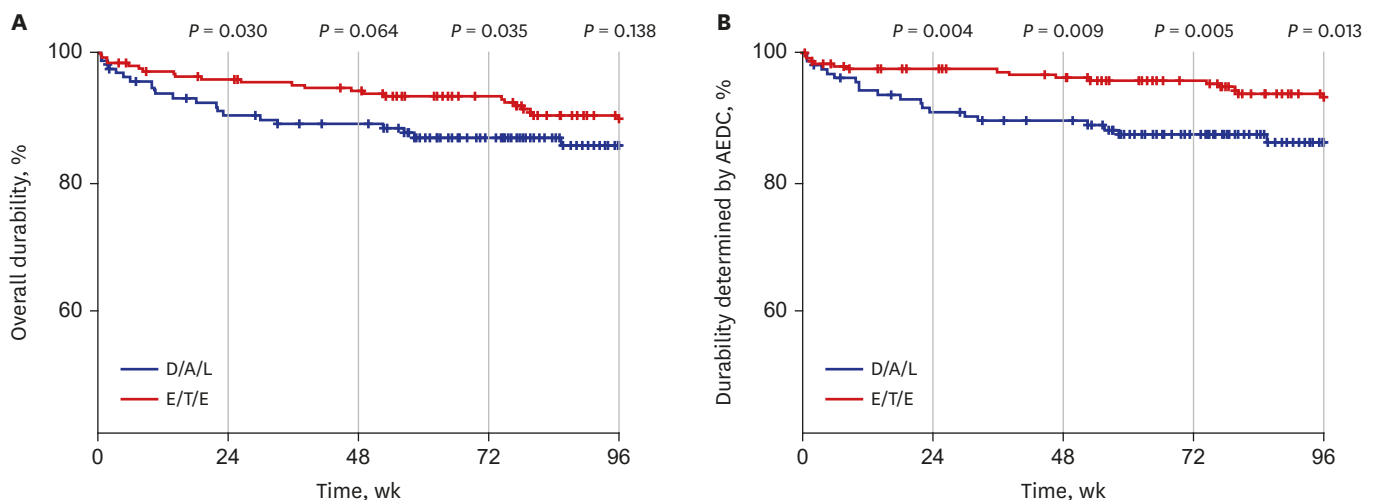 A
P = 0.030 P = 0.064 P = 0.035 P = 0.138
100
80
60
Overall durability, %
D/A/L
E/T/E
0 24 48 72 96
Time, wk
B
P = 0.004 P = 0.009 P = 0.005 P = 0.013
100
80
60
Durability determined by AEDC, %
D/A/L
E/T/E
0 24 48 72 96
Time, wk